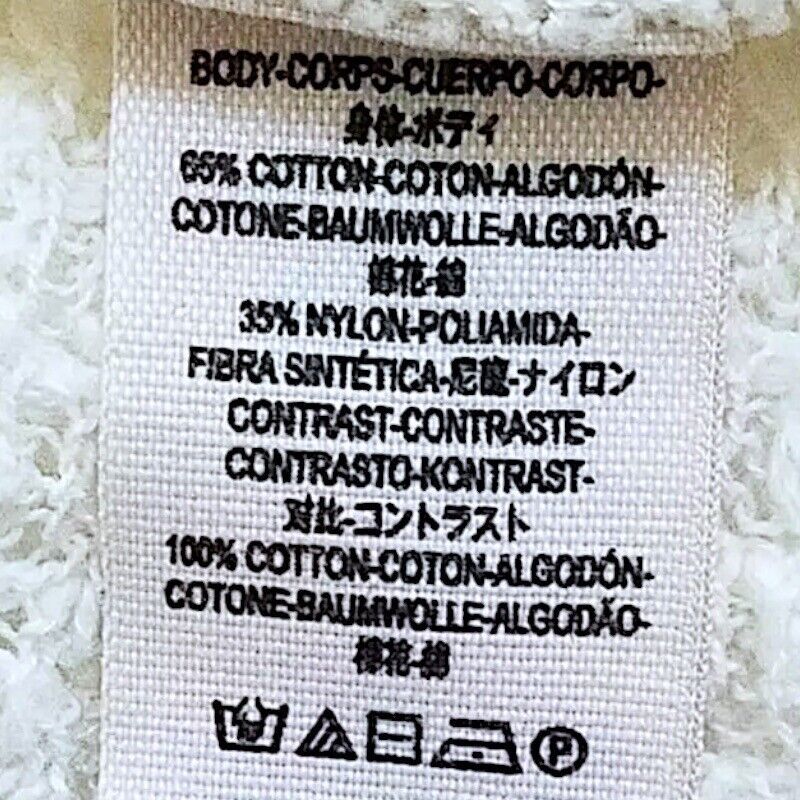 BODY-CORPS-CUERPO-CORPO-
身体-ボディ
65% COTTON-COTON-ALGODÓN-
COTONE-BAUMWOLLE-ALGODÃO-
棉花-綿
35% NYLON-POLIAMIDA-
FIBRA SINTÉTICA-尼龍-ナイロン
CONTRAST-CONTRASTE-
CONTRASTO-KONTRAST-
对比-コントラスト
100% COTTON-COTON-ALGODÓN-
COTONE-BAUMWOLLE-ALGODÃO-
棉花-綿
P